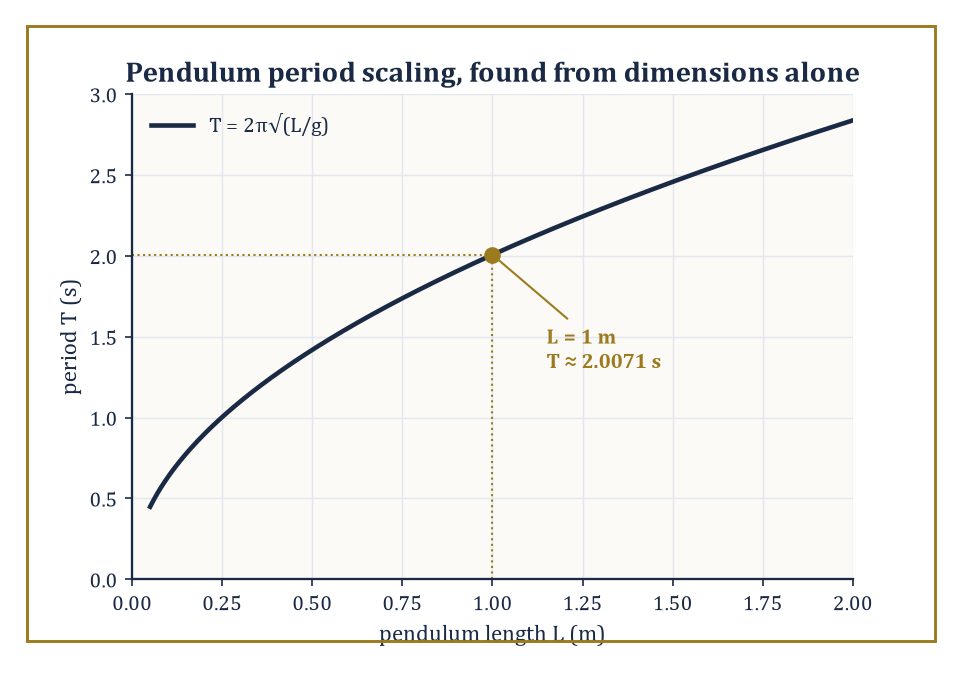 Pendulum period scaling, found from dimensions alone
3.0
T = 2π√(L/g)
2.5
2.0
1.5
1.0
0.5
0.0
period T (s)
L = 1 m
T ≈ 2.0071 s
0.00 0.25 0.50 0.75 1.00 1.25 1.50 1.75 2.00
pendulum length L (m)